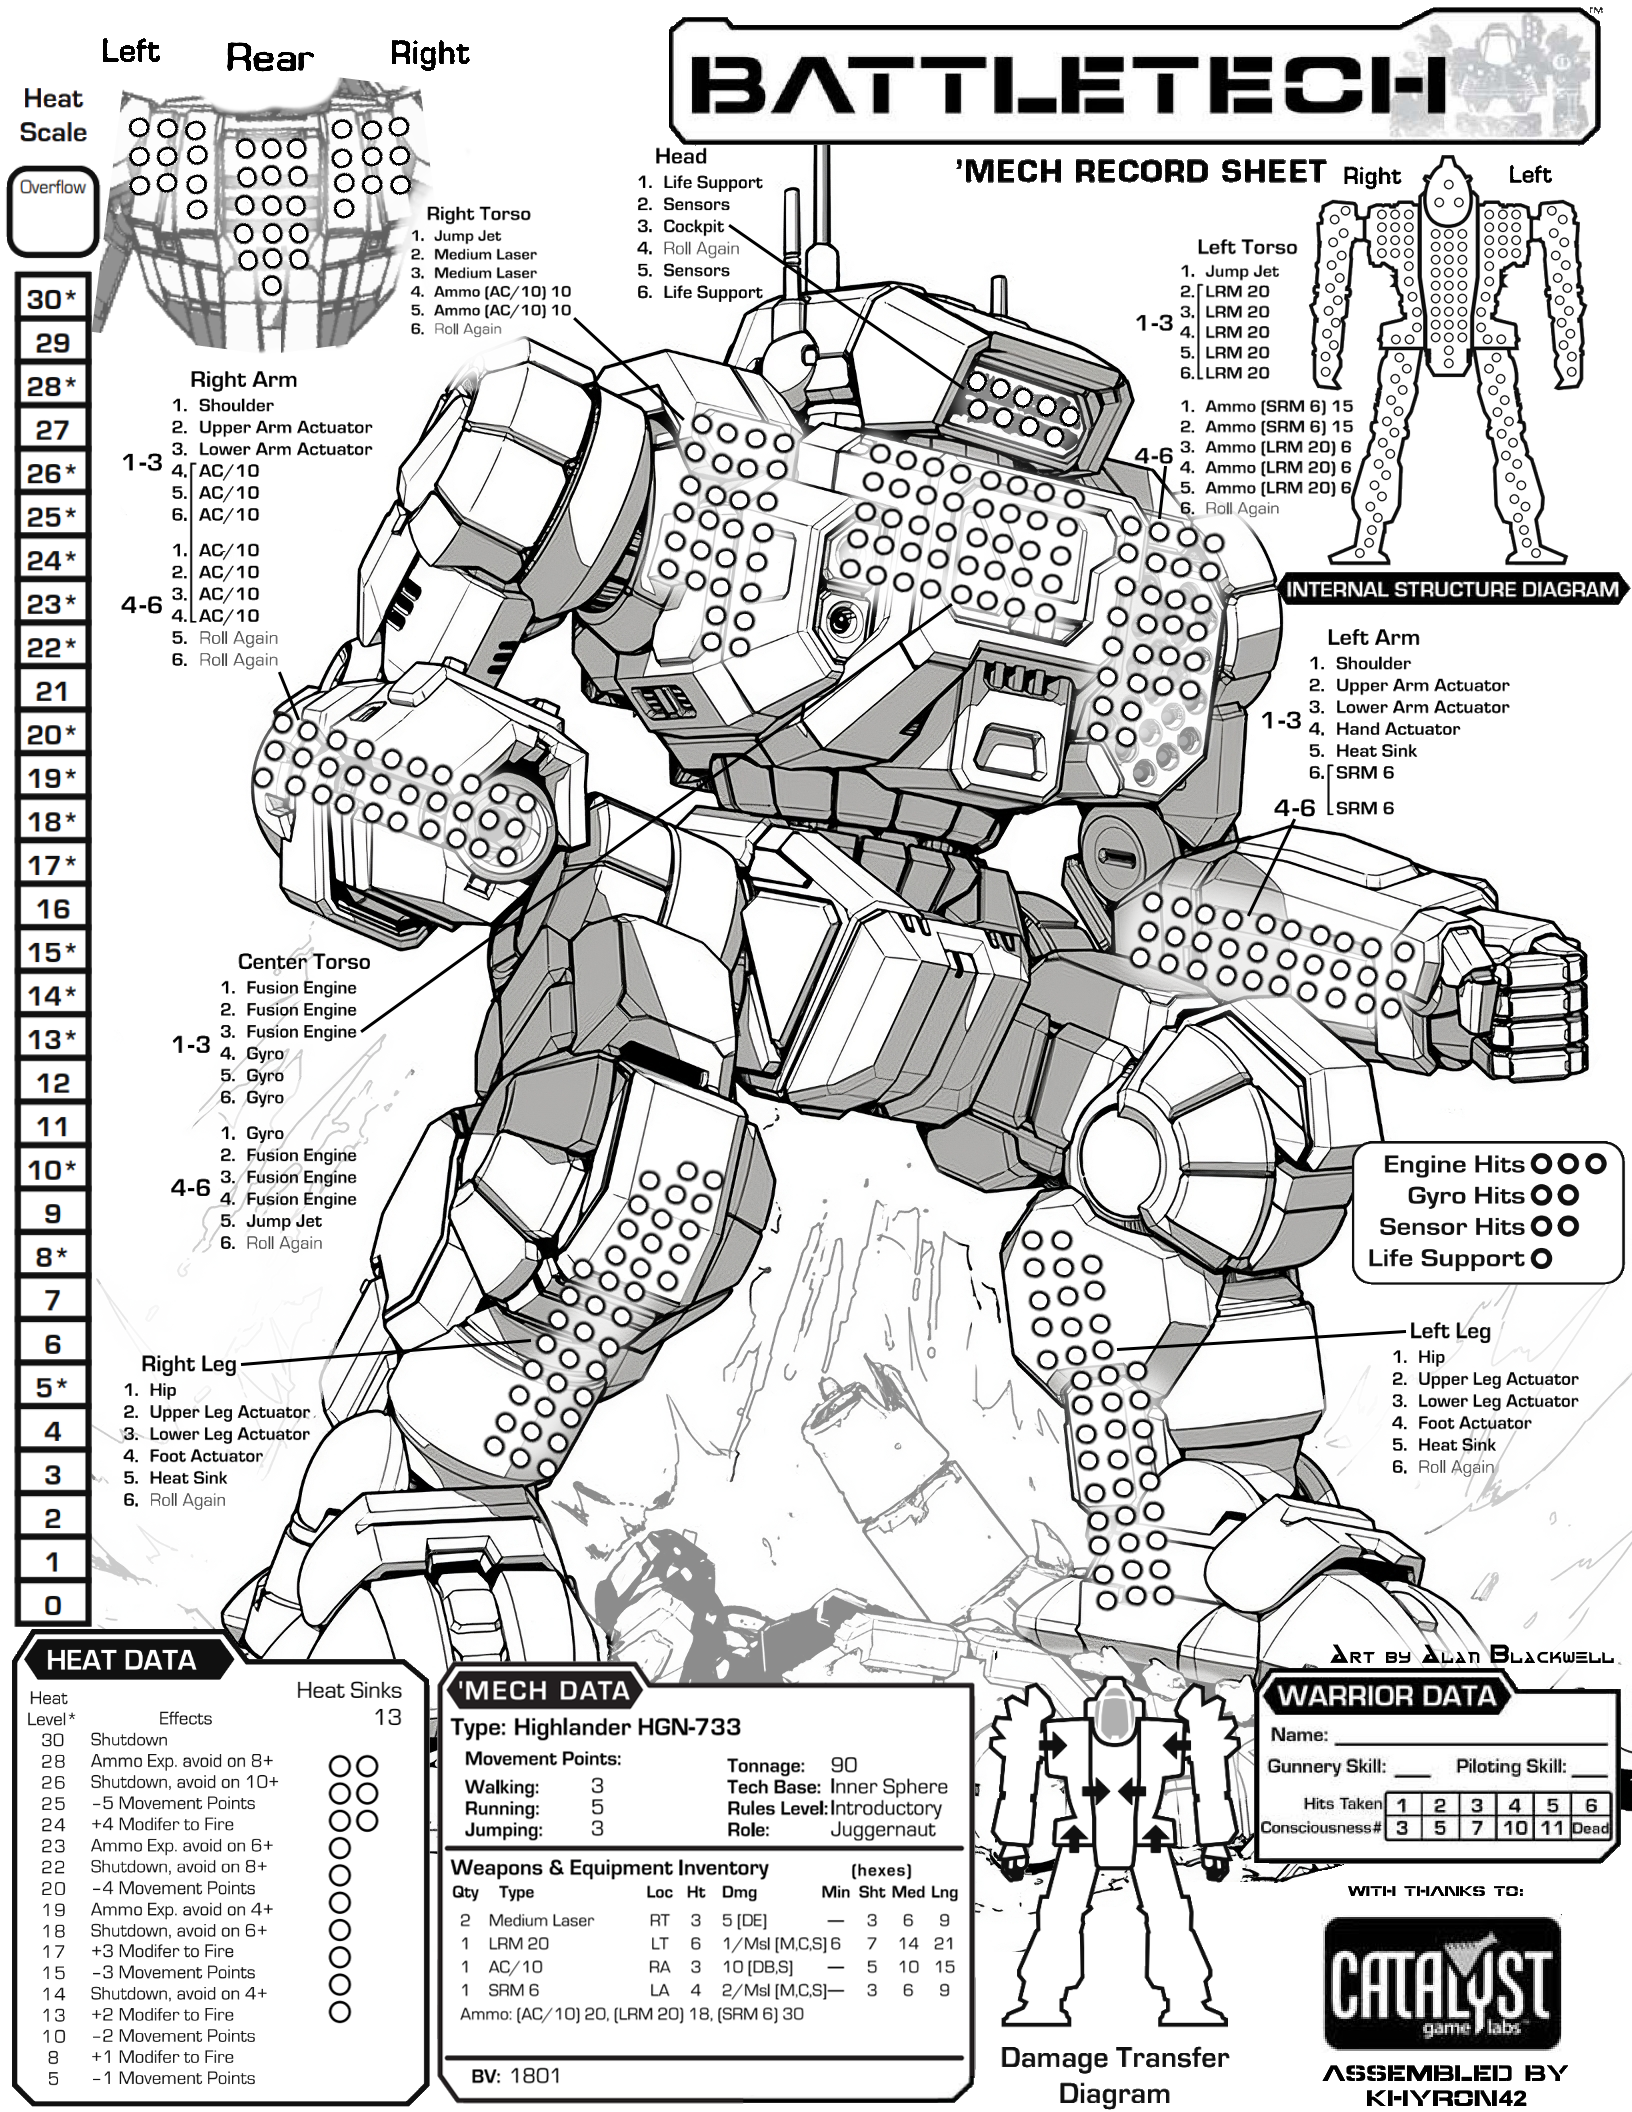 Left Rear Right
Heat
Scale
Overflow
30*
29
28*
27
26*
25*
24*
23*
22*
21
20*
19*
18*
17*
16
15*
14*
13*
12
11
10*
9
8*
7
6
5*
4
3
2
1
0
BATTLETECH
TM
'MECH RECORD SHEET
Head
1. Life Support
2. Sensors
3. Cockpit
4. Roll Again
5. Sensors
6. Life Support
Right Torso
1. Jump Jet
2. Medium Laser
3. Medium Laser
4. Ammo (AC/10) 10
5. Ammo (AC/10) 10
6. Roll Again
Right Left
Left Torso
1. Jump Jet
2. LRM 20
1-3 3. LRM 20
4. LRM 20
5. LRM 20
6. LRM 20
1. Ammo (SRM 6) 15
2. Ammo (SRM 6) 15
4-6 3. Ammo (LRM 20) 6
4. Ammo (LRM 20) 6
5. Ammo (LRM 20) 6
6. Roll Again
INTERNAL STRUCTURE DIAGRAM
Right Arm
1. Shoulder
2. Upper Arm Actuator
3. Lower Arm Actuator
1-3 4. AC/10
5. AC/10
6. AC/10
1. AC/10
2. AC/10
4-6 3. AC/10
4. AC/10
5. Roll Again
6. Roll Again
Left Arm
1. Shoulder
2. Upper Arm Actuator
3. Lower Arm Actuator
1-3 4. Hand Actuator
5. Heat Sink
6. SRM 6
4-6 SRM 6
Center Torso
1. Fusion Engine
2. Fusion Engine
3. Fusion Engine
1-3 4. Gyro
5. Gyro
6. Gyro
1. Gyro
2. Fusion Engine
4-6 3. Fusion Engine
4. Fusion Engine
5. Jump Jet
6. Roll Again
Engine Hits
Gyro Hits
Sensor Hits
Life Support
Right Leg
1. Hip
2. Upper Leg Actuator
3. Lower Leg Actuator
4. Foot Actuator
5. Heat Sink
6. Roll Again
Left Leg
1. Hip
2. Upper Leg Actuator
3. Lower Leg Actuator
4. Foot Actuator
5. Heat Sink
6. Roll Again
Art by Alan Blackwell
HEAT DATA
Heat Sinks
13
Heat
Level* Effects
30 Shutdown
28 Ammo Exp. avoid on 8+
26 Shutdown, avoid on 10+
25 -5 Movement Points
24 +4 Modifer to Fire
23 Ammo Exp. avoid on 6+
22 Shutdown, avoid on 8+
20 -4 Movement Points
19 Ammo Exp. avoid on 4+
18 Shutdown, avoid on 6+
17 +3 Modifer to Fire
15 -3 Movement Points
14 Shutdown, avoid on 4+
13 +2 Modifer to Fire
10 -2 Movement Points
8 +1 Modifer to Fire
5 -1 Movement Points
'MECH DATA
Type: Highlander HGN-733
Movement Points:
Walking: 3
Running: 5
Jumping: 3
Tonnage: 90
Tech Base: Inner Sphere
Rules Level: Introductory
Role: Juggernaut
Weapons & Equipment Inventory (hexes)
Qty Type Loc Ht Dmg Min Sht Med Lng
2 Medium Laser RT 3 5 [DE] — 3 6 9
1 LRM 20 LT 6 1/Msl [M,C,S] 6 7 14 21
1 AC/10 RA 3 10 [DB,S] — 5 10 15
1 SRM 6 LA 4 2/Msl [M,C,S] — 3 6 9
Ammo: (AC/10) 20, (LRM 20) 18, (SRM 6) 30
BV: 1801
Damage Transfer
Diagram
WARRIOR DATA
Name:
Gunnery Skill: Piloting Skill:
Hits Taken 1 2 3 4 5 6
Consciousness# 3 5 7 10 11 Dead
WITH THANKS TO:
CATALYST
game labs
ASSEMBLED BY
KHYRON42